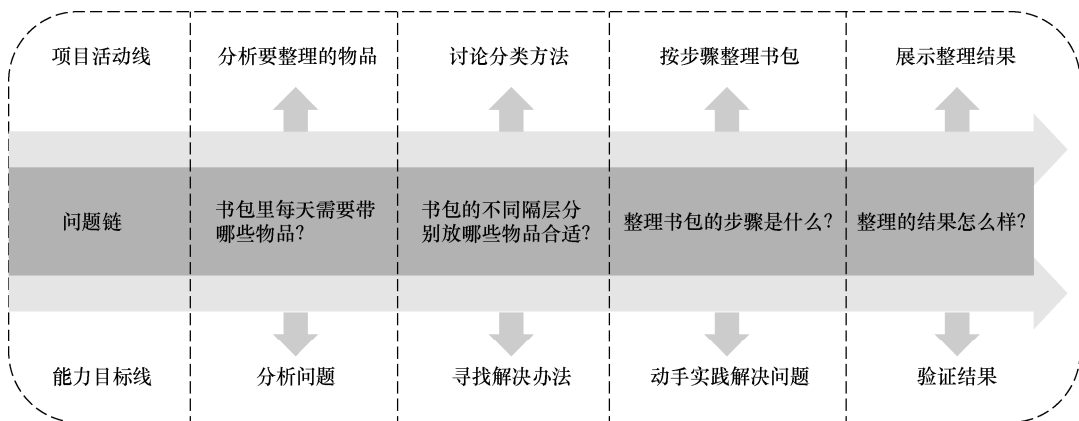 项目活动线
分析要整理的物品
讨论分类方法
按步骤整理书包
展示整理结果
问题链
书包里每天需要带
哪些物品?
书包的不同隔层分
别放哪些物品合适?
整理书包的步骤是什么?
整理的结果怎么样?
能力目标线
分析问题
寻找解决办法
动手实践解决问题
验证结果